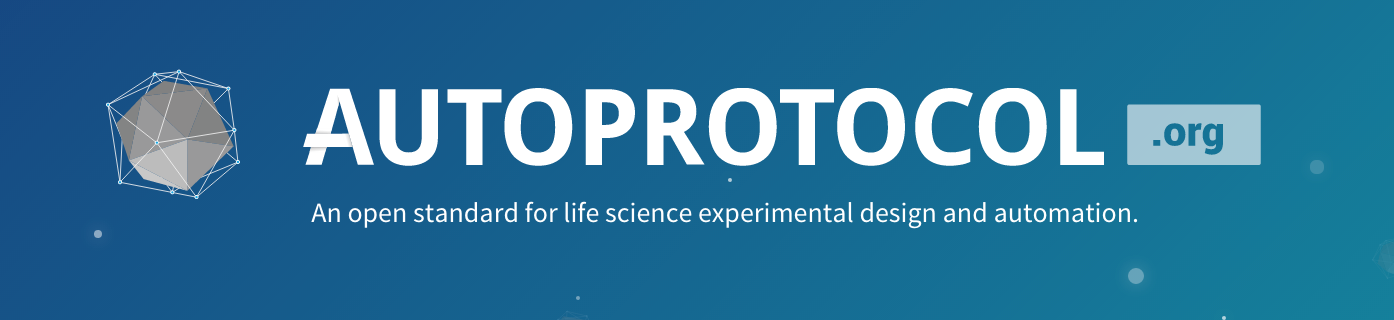 AUTOPROTOCOL .org
An open standard for life science experimental design and automation.